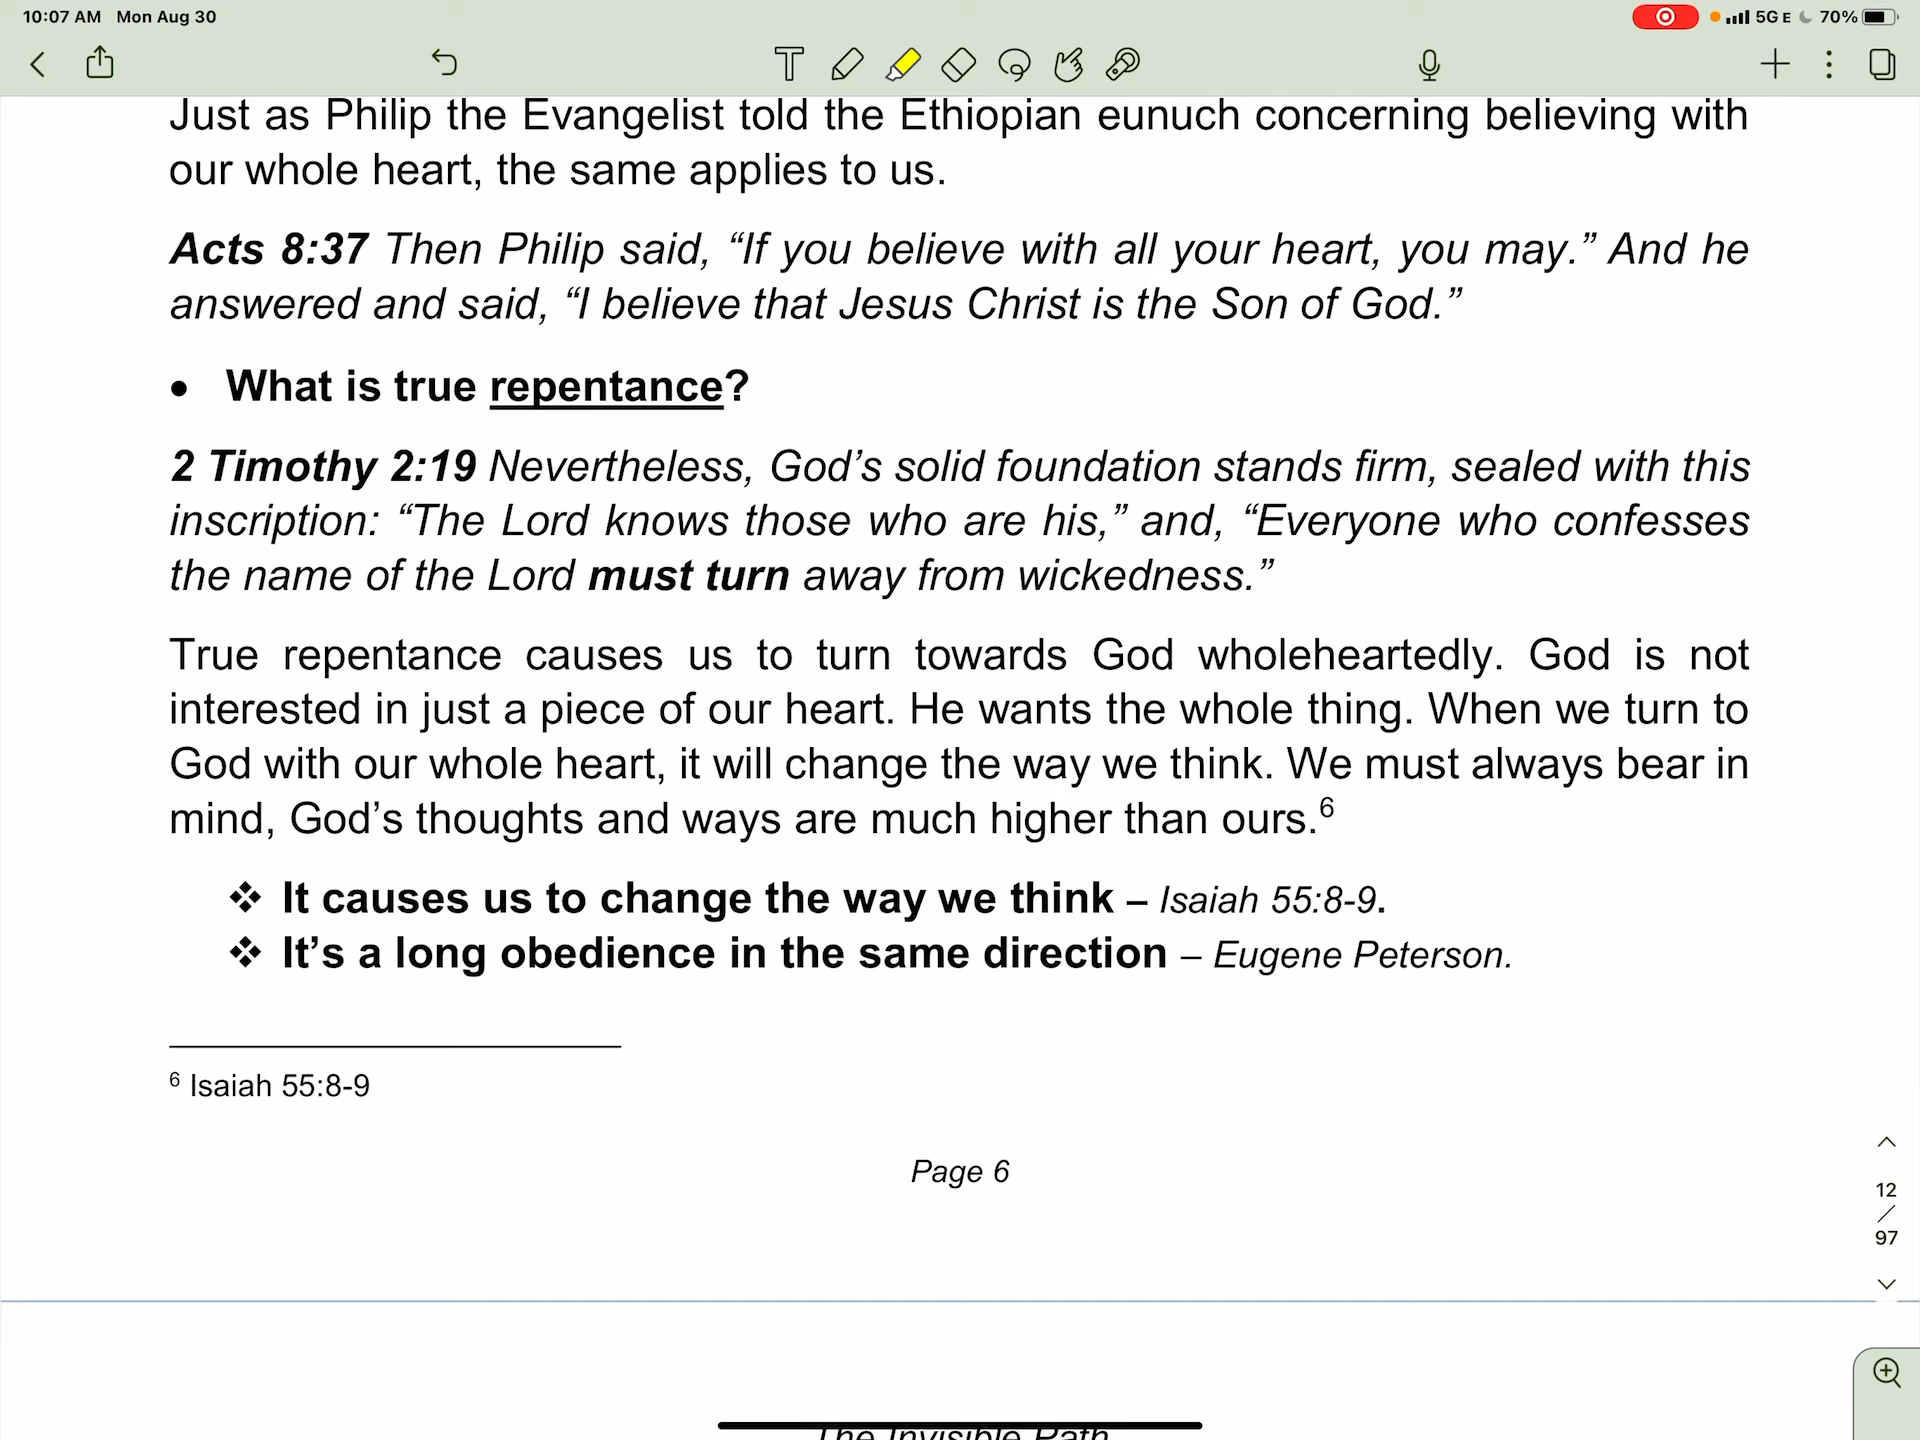 10:07 AM Mon Aug 30
5G E 70%
Just as Philip the Evangelist told the Ethiopian eunuch concerning believing with
our whole heart, the same applies to us.
Acts 8:37 Then Philip said, “If you believe with all your heart, you may.” And he
answered and said, “I believe that Jesus Christ is the Son of God.”
• What is true repentance?
2 Timothy 2:19 Nevertheless, God’s solid foundation stands firm, sealed with this
inscription: “The Lord knows those who are his,” and, “Everyone who confesses
the name of the Lord must turn away from wickedness.”
True repentance causes us to turn towards God wholeheartedly. God is not
interested in just a piece of our heart. He wants the whole thing. When we turn to
God with our whole heart, it will change the way we think. We must always bear in
mind, God’s thoughts and ways are much higher than ours.⁶
❖ It causes us to change the way we think – Isaiah 55:8-9.
❖ It’s a long obedience in the same direction – Eugene Peterson.
⁶ Isaiah 55:8-9
Page 6
12
/
97
The Invisible Path